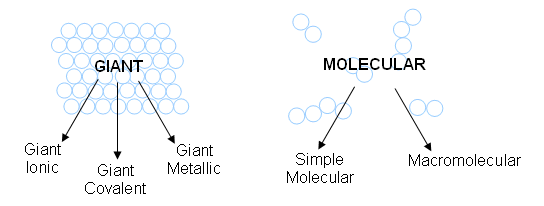 GIANT
Giant
Ionic
Giant
Covalent
Giant
Metallic
MOLECULAR
Simple
Molecular
Macromolecular